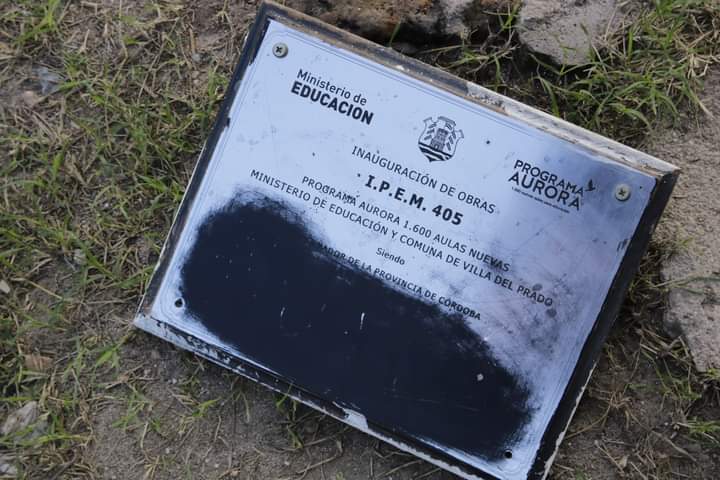 Ministerio de
EDUCACION
PROGRAMA
AURORA
INAUGURACIÓN DE OBRAS
I.P.E.M. 405
PROGRAMA AURORA 1.600 AULAS NUEVAS
MINISTERIO DE EDUCACIÓN Y COMUNA DE VILLA DEL PRADO
Siendo
DE LA PROVINCIA DE CÓRDOBA